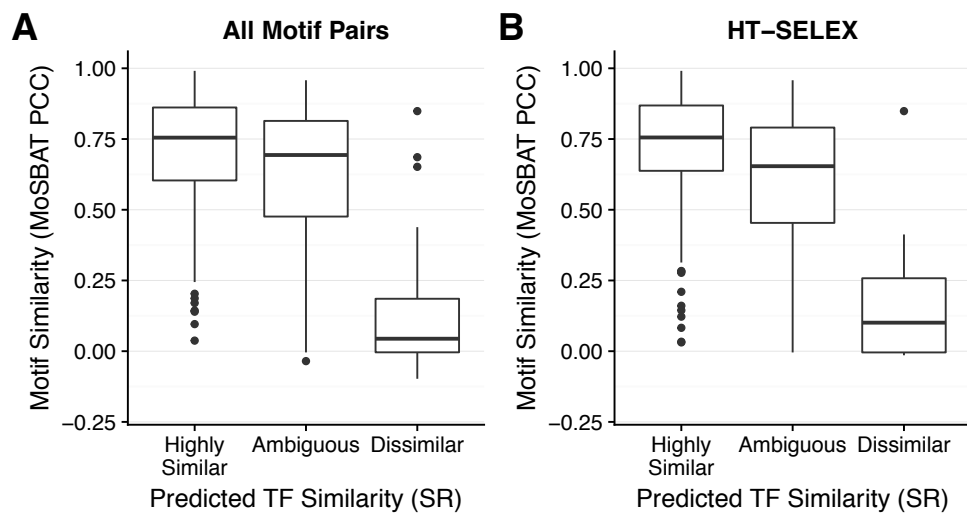 A
All Motif Pairs
Motif Similarity (MoSBAT PCC)
1.00
0.75
0.50
0.25
0.00
−0.25
Highly Similar
Ambiguous
Dissimilar
Predicted TF Similarity (SR)
B
HT−SELEX
Motif Similarity (MoSBAT PCC)
1.00
0.75
0.50
0.25
0.00
−0.25
Highly Similar
Ambiguous
Dissimilar
Predicted TF Similarity (SR)